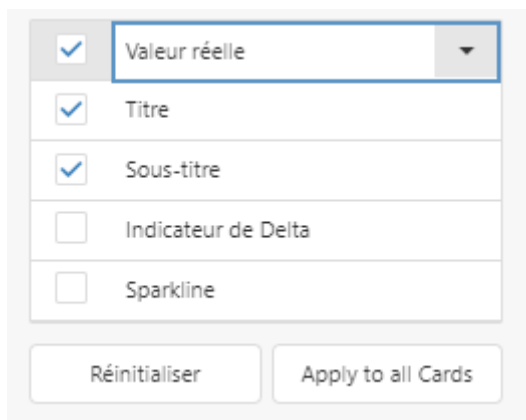 Valeur réelle
Titre
Sous-titre
Indicateur de Delta
Sparkline
Réinitialiser
Apply to all Cards